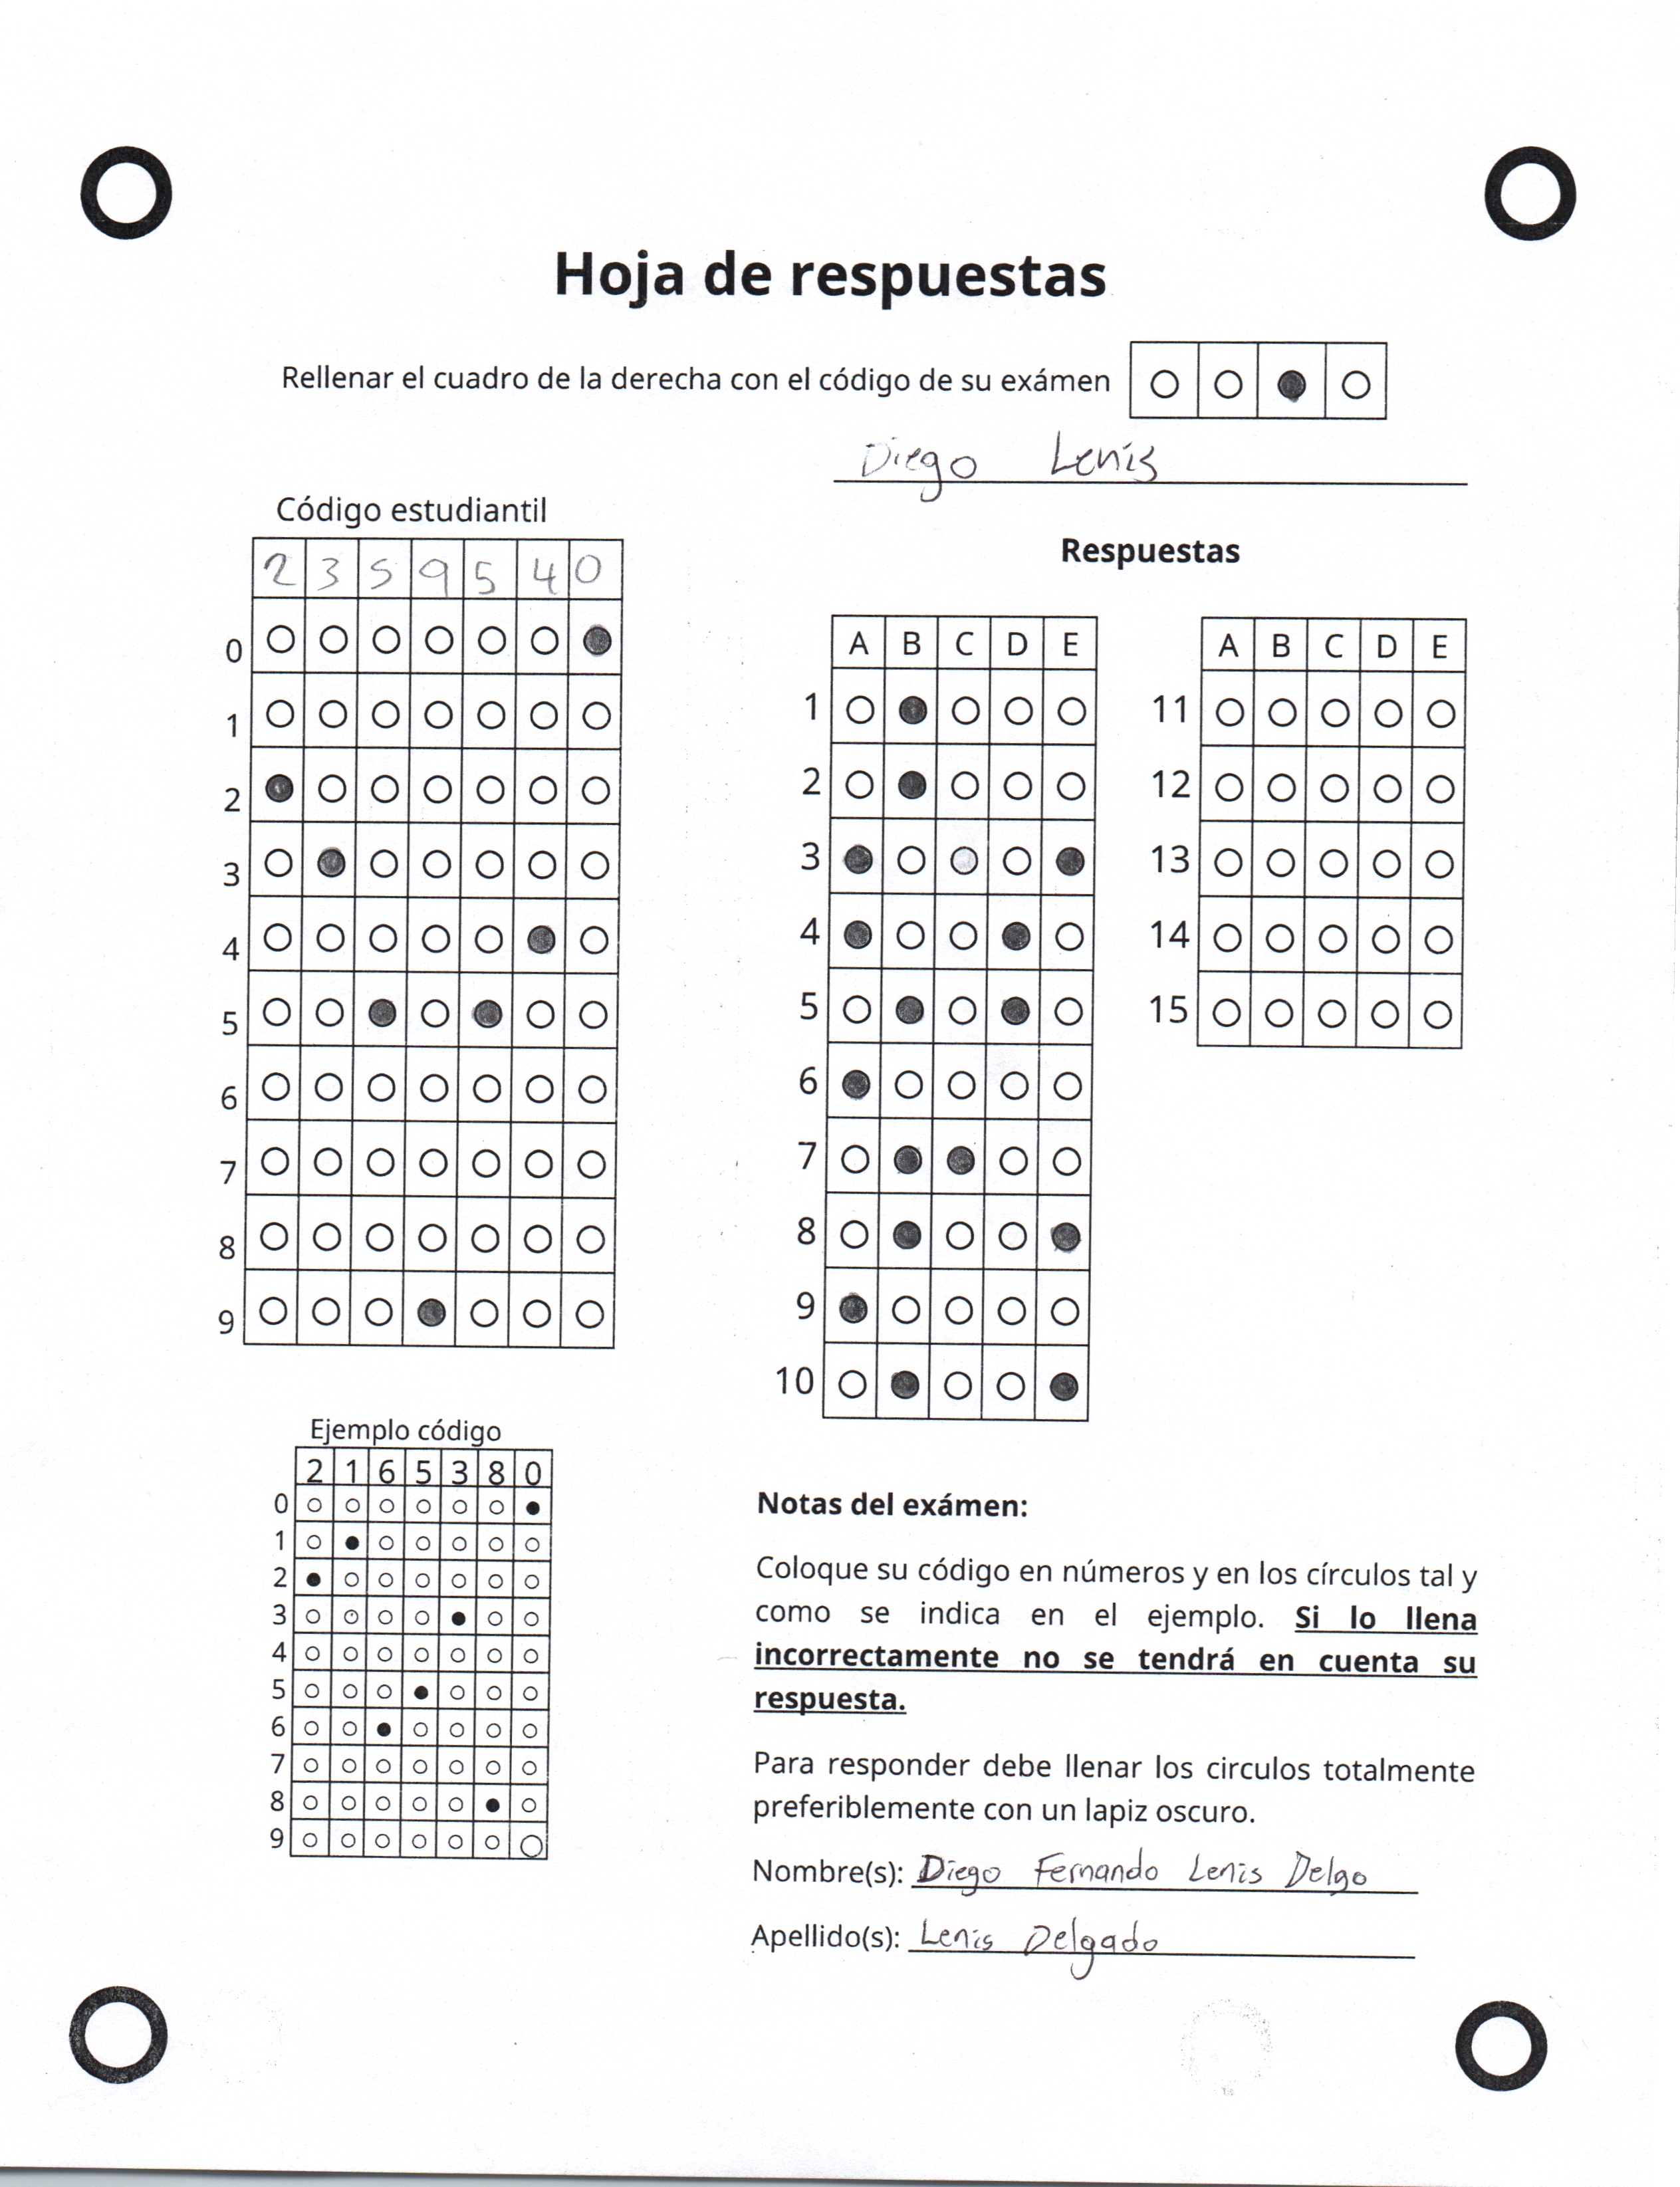 Hoja de respuestas
Rellenar el cuadro de la derecha con el código de su exámen
Diego Lenis
Código estudiantil
2 3 5 9 5 4 0
0
1
2
3
4
5
6
7
8
9
Respuestas
A B C D E
1
2
3
4
5
6
7
8
9
10
A B C D E
11
12
13
14
15
Ejemplo código
2 1 6 5 3 8 0
0
1
2
3
4
5
6
7
8
9
Notas del exámen:
Coloque su código en números y en los círculos tal y
como se indica en el ejemplo. Si lo llena
incorrectamente no se tendrá en cuenta su
respuesta.
Para responder debe llenar los circulos totalmente
preferiblemente con un lapiz oscuro.
Nombre(s): Diego Fernando Lenis Delgo
Apellido(s): Lenis Delgado